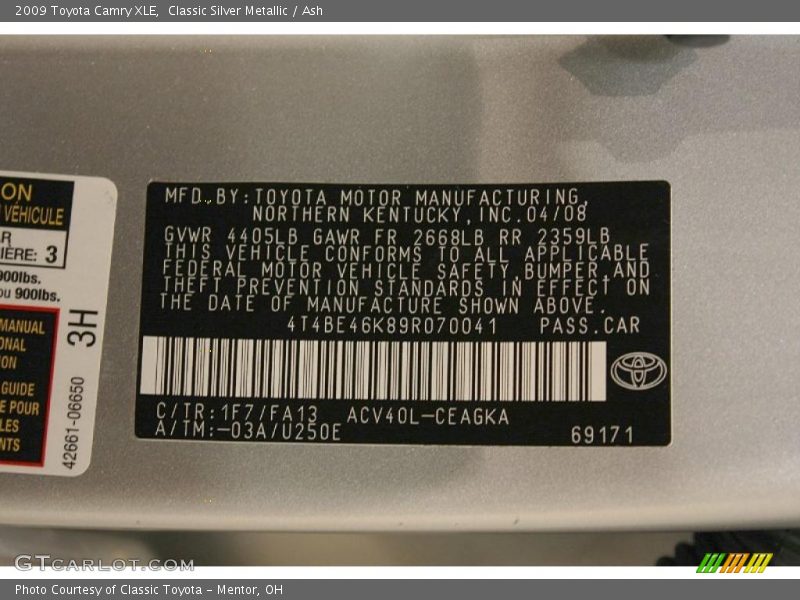 2009 Toyota Camry XLE,  Classic Silver Metallic / Ash
ON
VEHICULE
R
IERE: 3
900lbs.
ou 900lbs.
MANUAL
ONAL
ION
GUIDE
E POUR
LES
NTS
3H
42661-06650
MFD.BY:TOYOTA MOTOR MANUFACTURING,
NORTHERN KENTUCKY,INC.04/08
GVWR 4405LB GAWR FR 2668LB RR 2359LB
THIS VEHICLE CONFORMS TO ALL APPLICABLE
FEDERAL MOTOR VEHICLE SAFETY,BUMPER,AND
THEFT PREVENTION STANDARDS IN EFFECT ON
THE DATE OF MANUFACTURE SHOWN ABOVE.
4T4BE46K89R070041 PASS.CAR
C/TR:1F7/FA13 ACV40L-CEAGKA
A/TM:-03A/U250E
69171
GTCARLOT.COM
Photo Courtesy of Classic Toyota - Mentor, OH